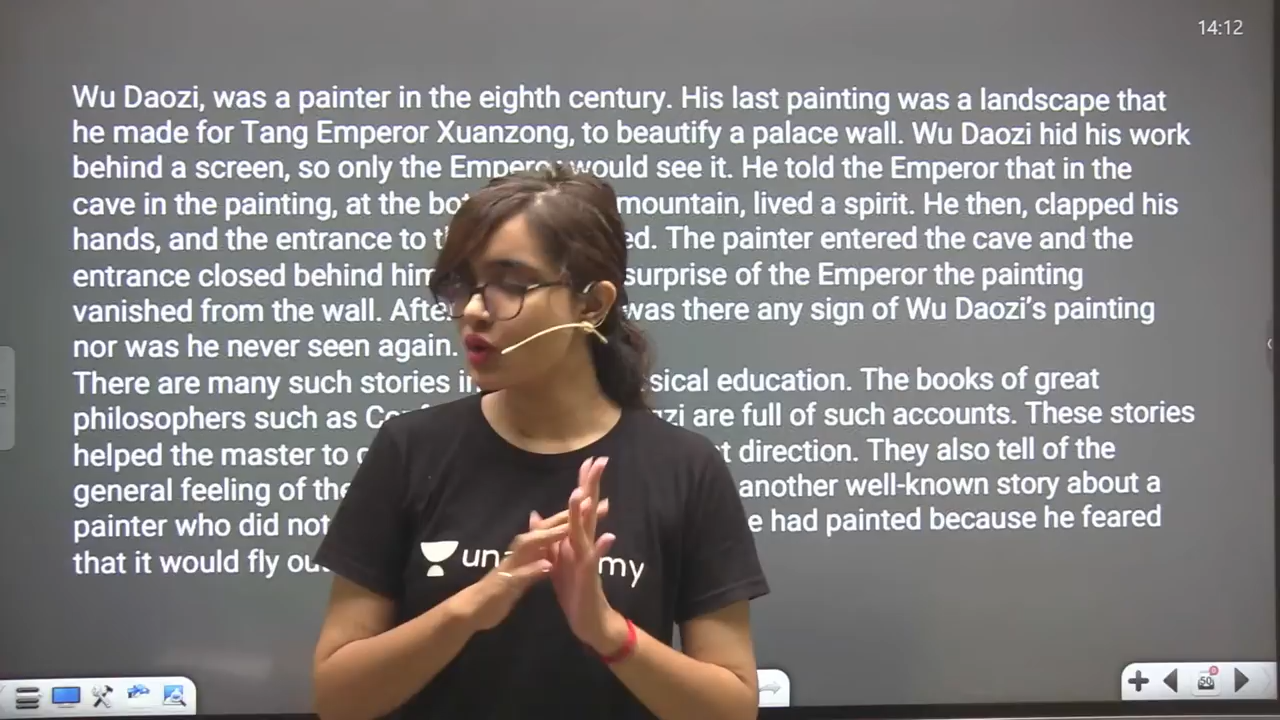 14:12
Wu Daozi, was a painter in the eighth century. His last painting was a landscape that
he made for Tang Emperor Xuanzong, to beautify a palace wall. Wu Daozi hid his work
behind a screen, so only the Emperor would see it. He told the Emperor that in the
cave in the painting, at the mountain, lived a spirit. He then, clapped his
hands, and the entrance to The painter entered the cave and the
entrance closed behind him surprise of the Emperor the painting
vanished from the wall. was there any sign of Wu Daozi's painting
nor was he never seen again.
There are many such stories in education. The books of great
philosophers such as are full of such accounts. These stories
helped the master to direction. They also tell of the
general feeling of the another well-known story about a
painter who did not had painted because he feared
that it would fly
50